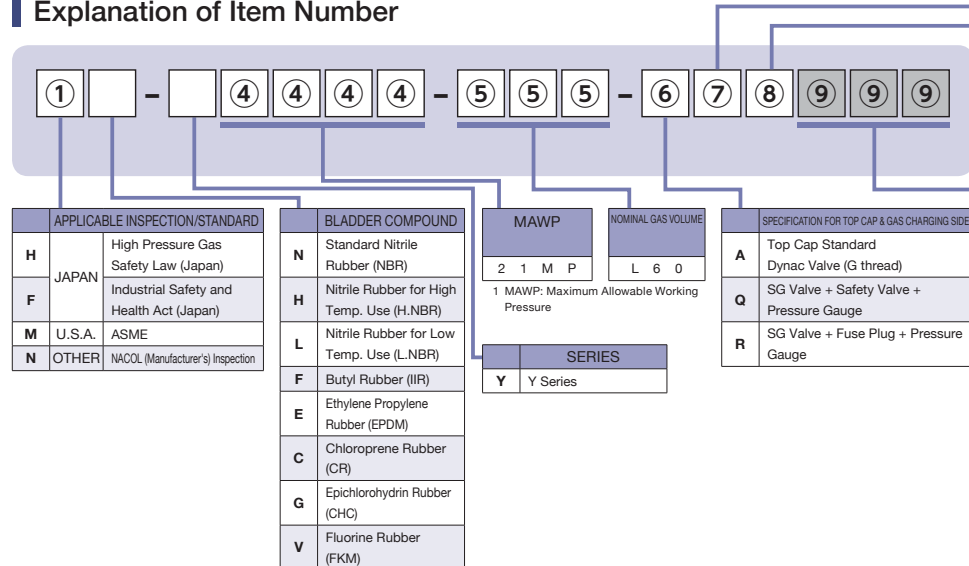 Explanation of Item Number
① - ④ ④ ④ ④ - ⑤ ⑤ ⑤ - ⑥ ⑦ ⑧ ⑨ ⑨ ⑨
APPLICABLE INSPECTION/STANDARD
H
JAPAN
High Pressure Gas
Safety Law (Japan)
F
Industrial Safety and
Health Act (Japan)
M U.S.A. ASME
N OTHER NACOL (Manufacturer's) Inspection
BLADDER COMPOUND
N
Standard Nitrile
Rubber (NBR)
H
Nitrile Rubber for High
Temp. Use (H.NBR)
L
Nitrile Rubber for Low
Temp. Use (L.NBR)
F Butyl Rubber (IIR)
E
Ethylene Propylene
Rubber (EPDM)
C
Chloroprene Rubber
(CR)
G
Epichlorohydrin Rubber
(CHC)
V
Fluorine Rubber
(FKM)
MAWP
2 1 M P
1 MAWP: Maximum Allowable Working
Pressure
SERIES
Y Y Series
NOMINAL GAS VOLUME
L 6 0
SPECIFICATION FOR TOP CAP & GAS CHARGING SIDE
A
Top Cap Standard
Dynac Valve (G thread)
Q
SG Valve + Safety Valve +
Pressure Gauge
R
SG Valve + Fuse Plug + Pressure
Gauge